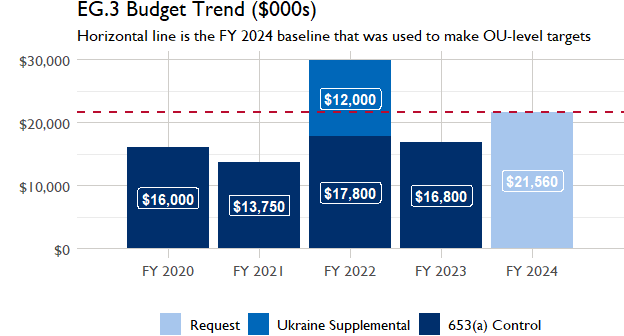 EG.3 Budget Trend ($000s)
Horizontal line is the FY 2024 baseline that was used to make OU-level targets
$30,000
$20,000
$10,000
$0
$16,000
$13,750
$12,000
$17,800
$16,800
$21,560
FY 2020
FY 2021
FY 2022
FY 2023
FY 2024
Request
Ukraine Supplemental
653(a) Control